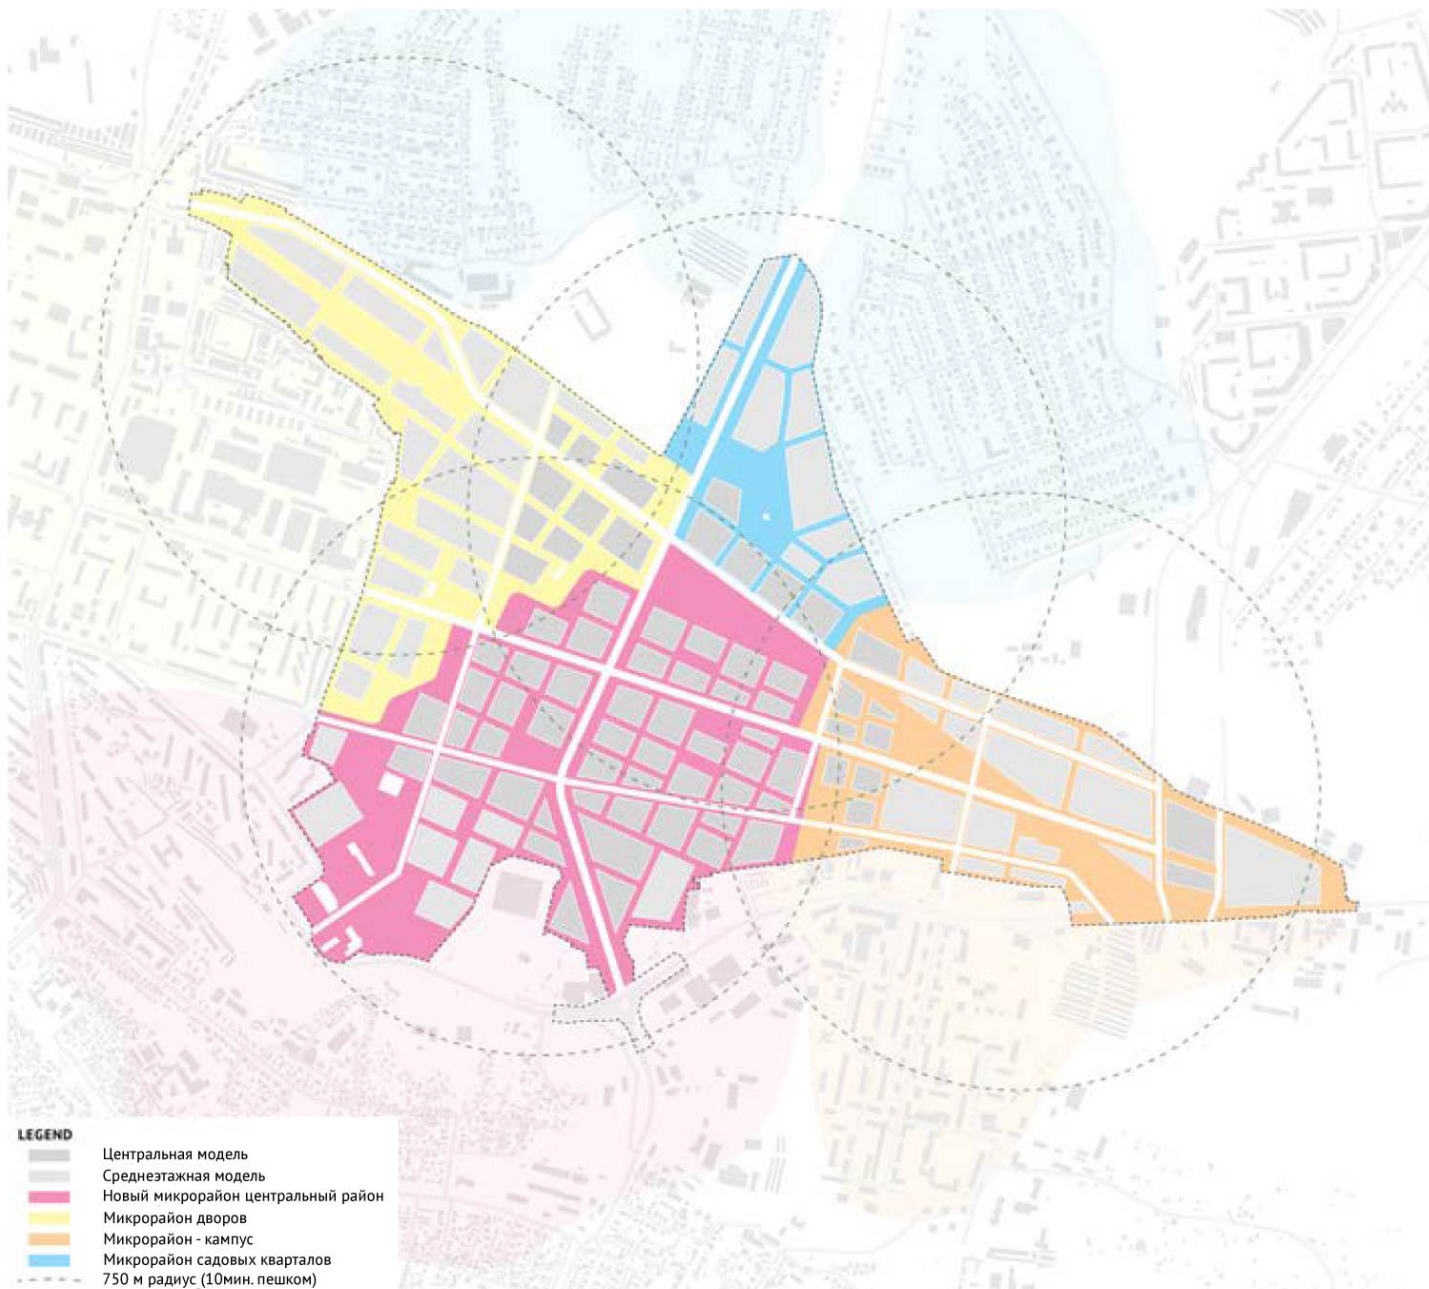 LEGEND
Центральная модель
Среднеэтажная модель
Новый микрорайон центральный район
Микрорайон дворов
Микрорайон - кампус
Микрорайон садовых кварталов
750 м радиус (10мин. пешком)